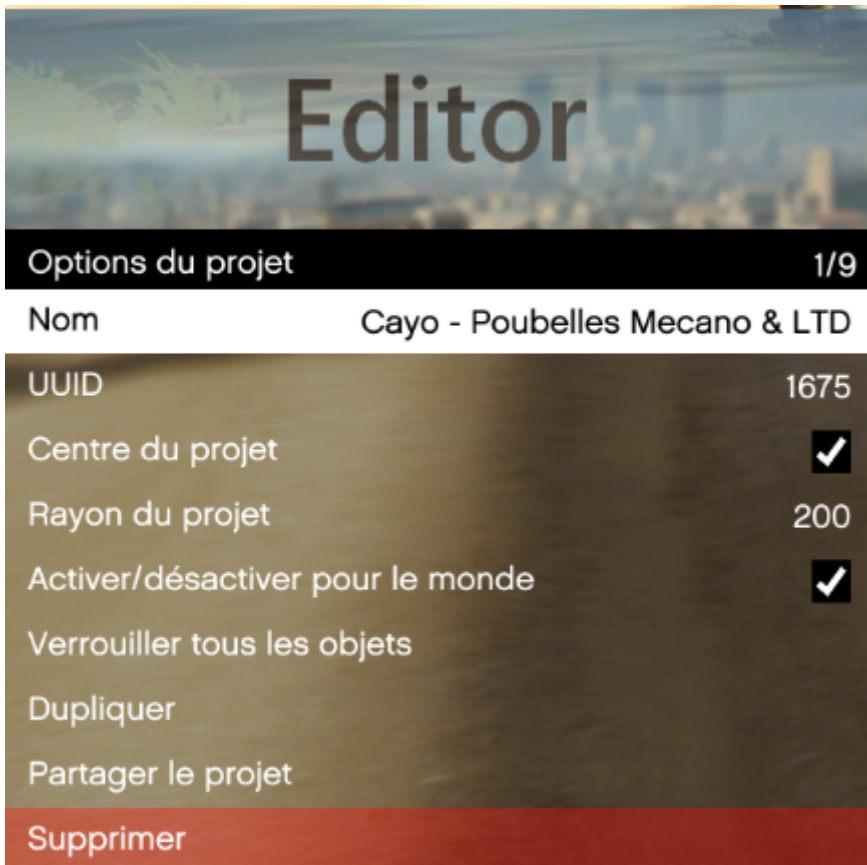 Editor
Options du projet 1/9
Nom Cayo - Poubelles Mecano & LTD
UUID 1675
Centre du projet
Rayon du projet 200
Activer/désactiver pour le monde
Verrouiller tous les objets
Dupliquer
Partager le projet
Supprimer